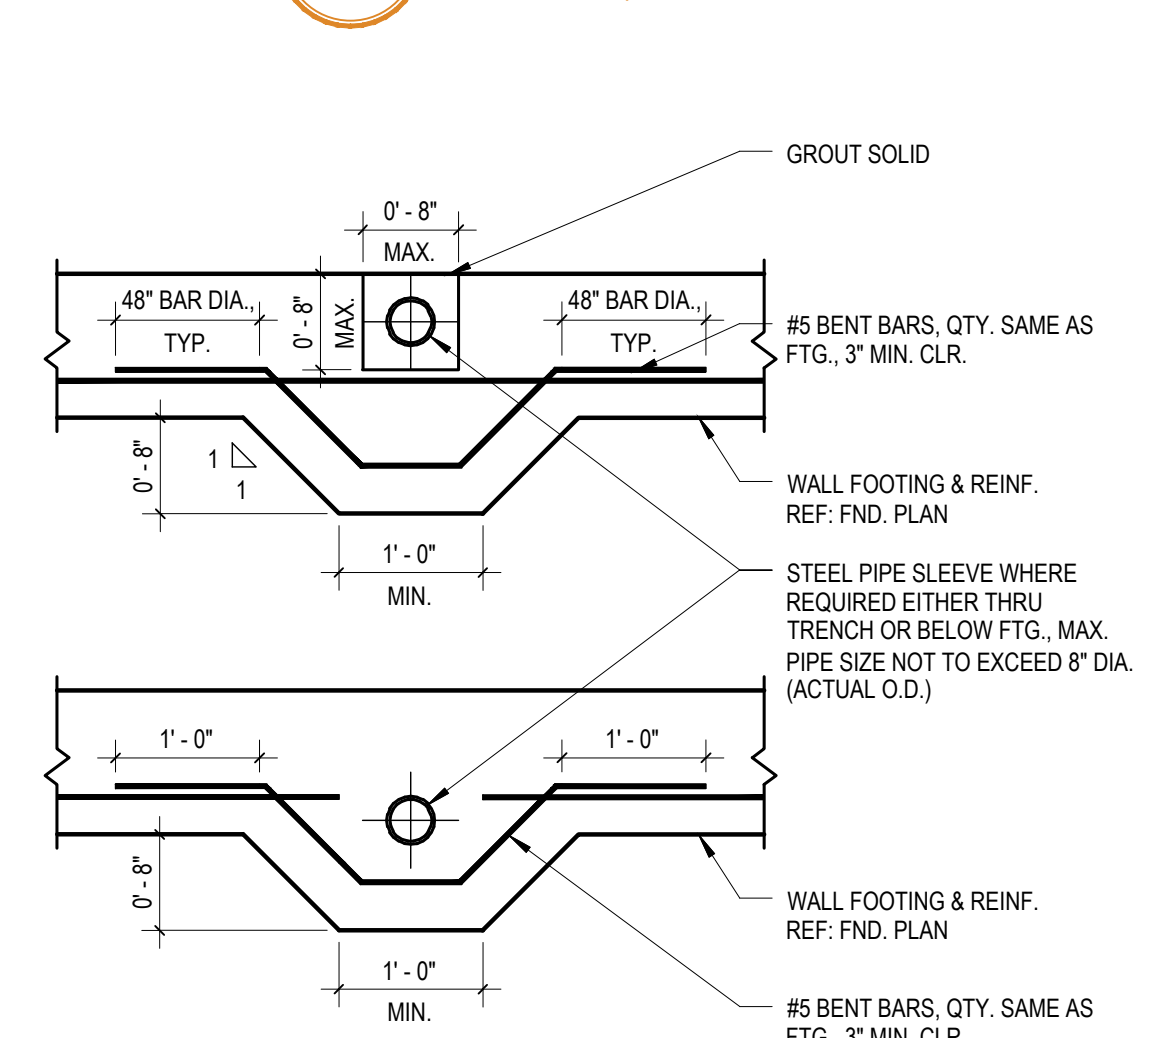 GROUT SOLID
0' - 8"
MAX.
48" BAR DIA.,
TYP.
0' - 8"
MAX.
48" BAR DIA.,
TYP.
#5 BENT BARS, QTY. SAME AS
FTG., 3" MIN. CLR.
0' - 8"
1
1
WALL FOOTING & REINF.
REF: FND. PLAN
1' - 0"
MIN.
STEEL PIPE SLEEVE WHERE
REQUIRED EITHER THRU
TRENCH OR BELOW FTG., MAX.
PIPE SIZE NOT TO EXCEED 8" DIA.
(ACTUAL O.D.)
1' - 0"
1' - 0"
0' - 8"
WALL FOOTING & REINF.
REF: FND. PLAN
1' - 0"
MIN.
#5 BENT BARS, QTY. SAME AS
FTG., 3" MIN. CLR.